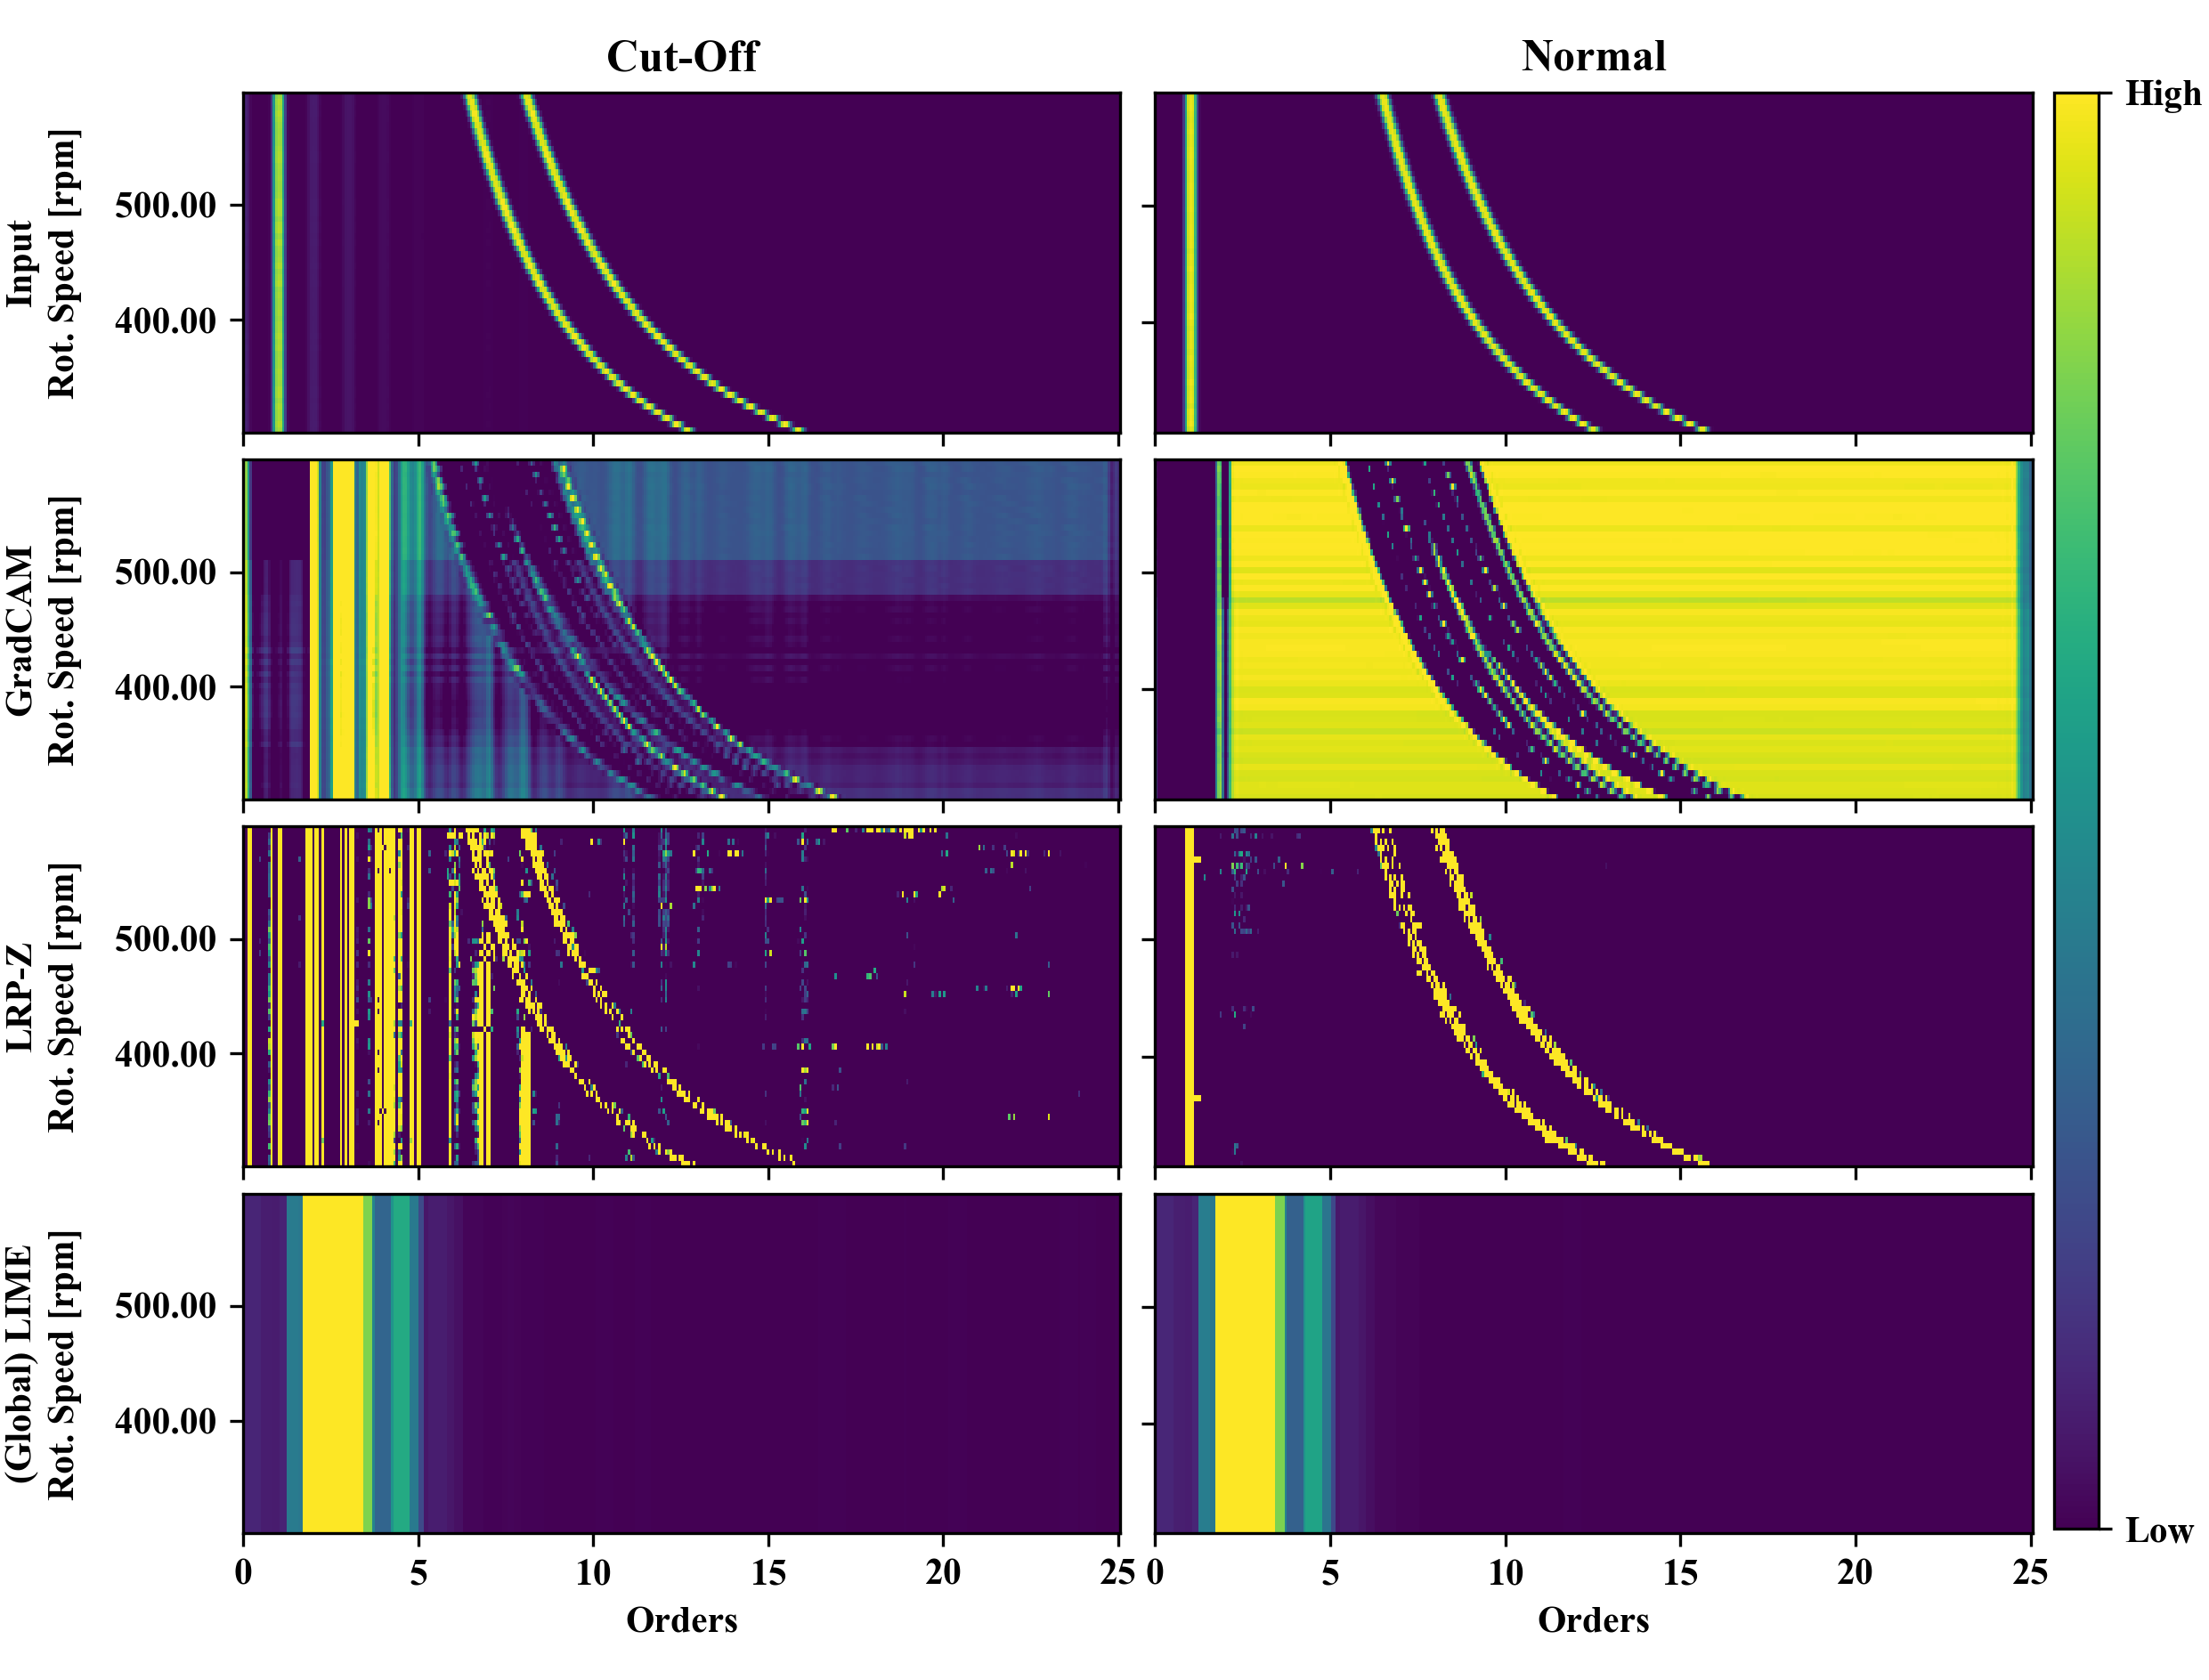 Cut-Off
Normal
High
Input
Rot. Speed [rpm]
500.00
400.00
GradCAM
Rot. Speed [rpm]
500.00
400.00
LRP-Z
Rot. Speed [rpm]
500.00
400.00
(Global) LIME
Rot. Speed [rpm]
500.00
400.00
Low
0 5 10 15 20 25
0 5 10 15 20 25
Orders
Orders